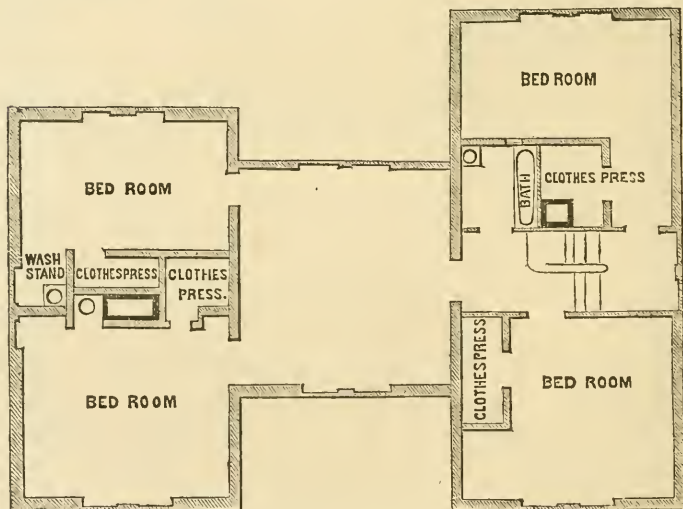 BED ROOM
BED ROOM
BATH
CLOTHES PRESS
WASH
STAND
CLOTHESPRESS
CLOTHES
PRESS.
CLOTHESPRESS
BED ROOM
BED ROOM